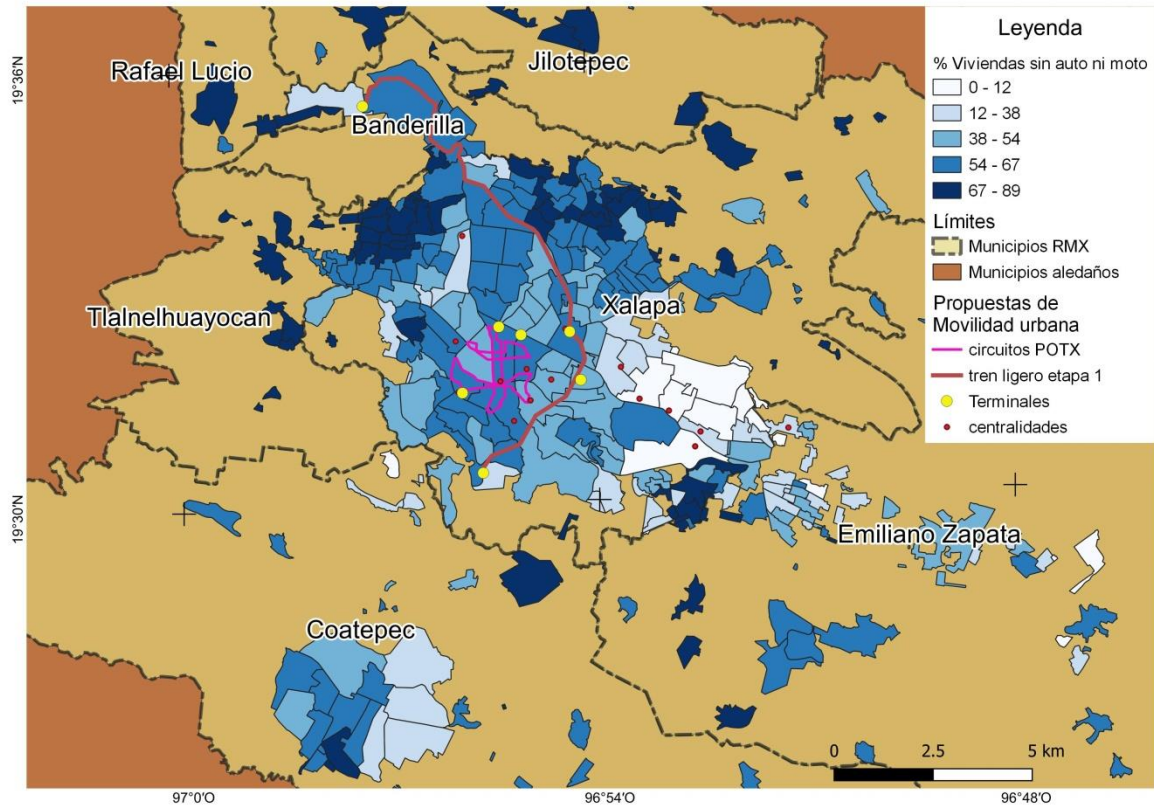 Leyenda
% Viviendas sin auto ni moto
0 - 12
12 - 38
38 - 54
54 - 67
67 - 89
Límites
Municipios RMX
Municipios aledaños
Propuestas de
Movilidad urbana
circuitos POTX
tren ligero etapa 1
Terminales
centralidades
19°36'N
19°30'N
Rafael Lucio
Jilotepec
Banderilla
Tlalnelhuayocan
Xalapa
Emiliano Zapata
Coatepec
0 2.5 5 km
97°0'O
96°54'O
96°48'O